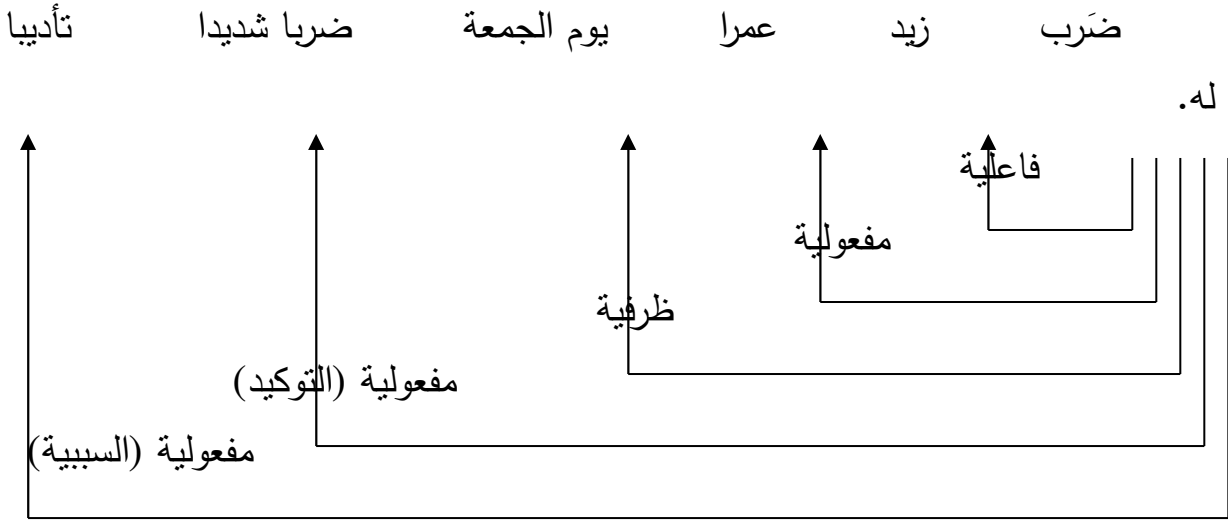 ضَرب زيد عمرا يوم الجمعة ضربا شديدا تأديبا
له.
فاعلية
مفعولية
ظرفية
مفعولية (التوكيد)
مفعولية (السببية)